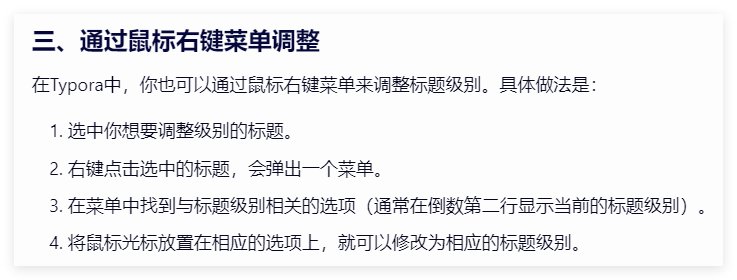 三、通过鼠标右键菜单调整
在Typora中，你也可以通过鼠标右键菜单来调整标题级别。具体做法是：
1. 选中你想要调整级别的标题。
2. 右键点击选中的标题，会弹出一个菜单。
3. 在菜单中找到与标题级别相关的选项（通常在倒数第二行显示当前的标题级别）。
4. 将鼠标光标放置在相应的选项上，就可以修改为相应的标题级别。